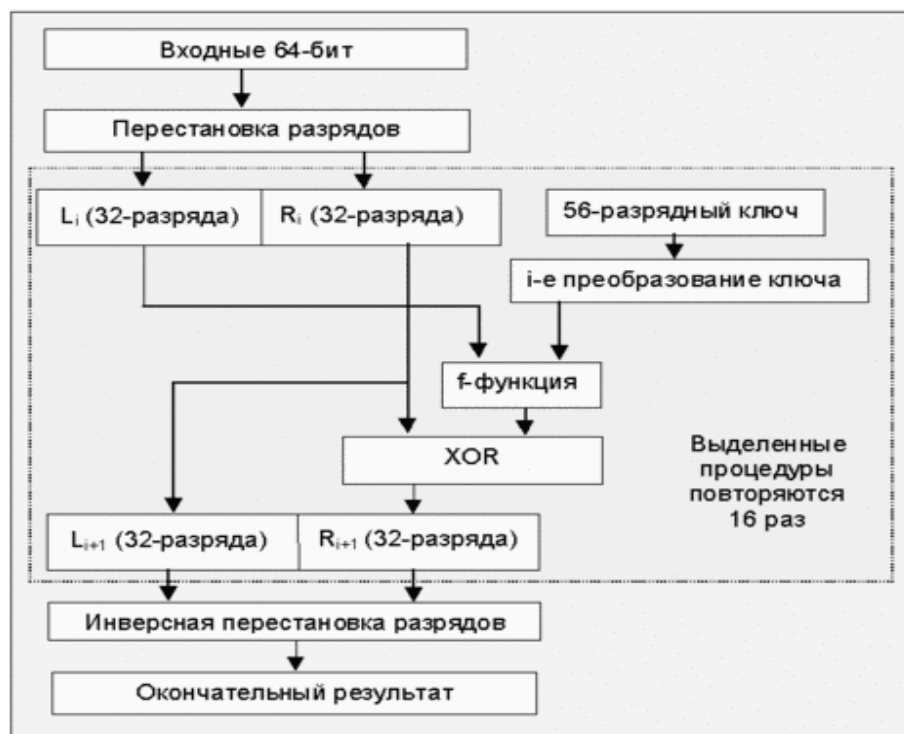 Входные 64-бит
Перестановка разрядов
Li (32-разряда)
Ri (32-разряда)
56-разрядный ключ
i-е преобразование ключа
f-функция
XOR
Выделенные
процедуры
повторяются
16 раз
Li+1 (32-разряда)
Ri+1 (32-разряда)
Инверсная перестановка разрядов
Окончательный результат